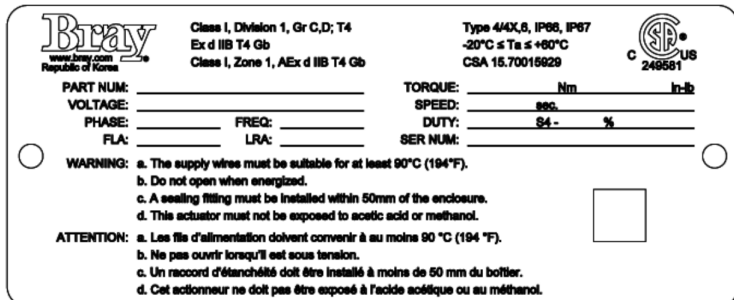 Bray®
www.bray.com
Republic of Korea
Class I, Division 1, Gr C,D; T4
Ex d IIB T4 Gb
Class I, Zone 1, AEx d IIB T4 Gb
Type 4/4X,6, IP66, IP67
-20°C ≤ Ta ≤ +60°C
CSA 15.70015929
SA ®
C US
249581
PART NUM: TORQUE: Nm in-lb
VOLTAGE: SPEED: sec.
PHASE: FREQ: DUTY: S4 - %
FLA: LRA: SER NUM:
WARNING: a. The supply wires must be suitable for at least 90°C (194°F).
b. Do not open when energized.
c. A sealing fitting must be installed within 50mm of the enclosure.
d. This actuator must not be exposed to acetic acid or methanol.
ATTENTION: a. Les fils d'alimentation doivent convenir à au moins 90 °C (194 °F).
b. Ne pas ouvrir lorsqu'il est sous tension.
c. Un raccord d'étanchéité doit être installé à moins de 50 mm du boîtier.
d. Cet actionneur ne doit pas être exposé à l'acide acétique ou au méthanol.